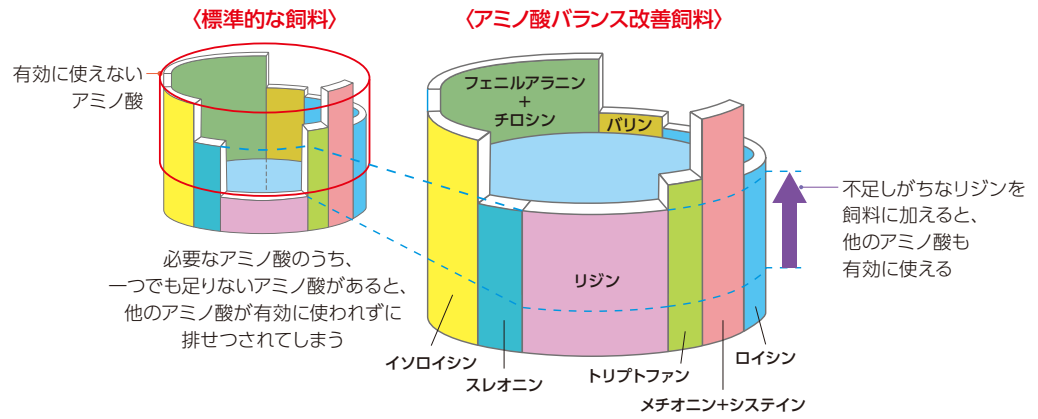 〈標準的な飼料〉
有効に使えない
アミノ酸
必要なアミノ酸のうち、
一つでも足りないアミノ酸があると、
他のアミノ酸が有効に使われずに
排せつされてしまう
〈アミノ酸バランス改善飼料〉
フェニルアラニン
+
チロシン
バリン
リジン
イソロイシン
スレオニン
トリプトファン
メチオニン+システイン
ロイシン
不足しがちなリジンを
飼料に加えると、
他のアミノ酸も
有効に使える